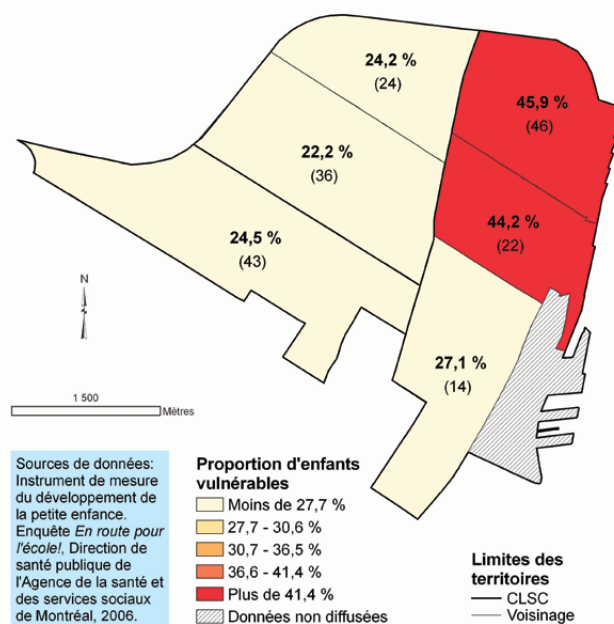 24,2 %
(24)
45,9 %
(46)
22,2 %
(36)
44,2 %
(22)
24,5 %
(43)
27,1 %
(14)
N
1 500
Mètres
Sources de données:
Instrument de mesure
du développement de
la petite enfance.
Enquête En route pour
l'école!, Direction de
santé publique de
l'Agence de la santé et
des services sociaux
de Montréal, 2006.
Proportion d'enfants
vulnérables
Moins de 27,7 %
27,7 - 30,6 %
30,7 - 36,5 %
36,6 - 41,4 %
Plus de 41,4 %
Données non diffusées
Limites des
territoires
CLSC
Voisinage